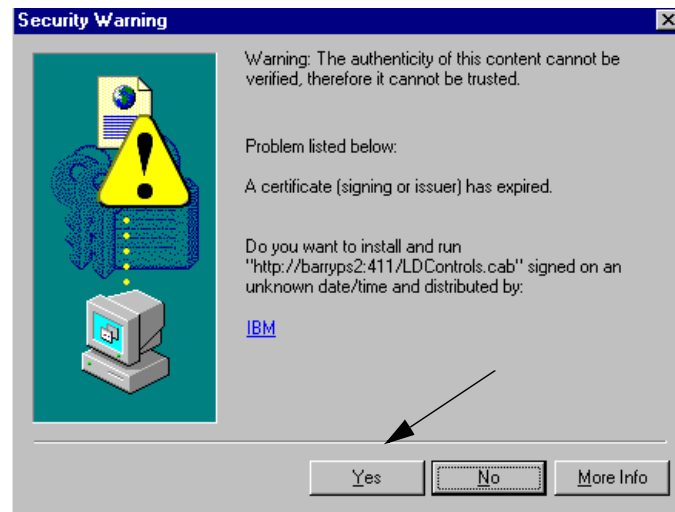 Security Warning
Warning: The authenticity of this content cannot be
verified, therefore it cannot be trusted.
Problem listed below:
A certificate (signing or issuer) has expired.
Do you want to install and run
"http://barryps2:411/LDControls.cab" signed on an
unknown date/time and distributed by:
IBM
Yes No More Info